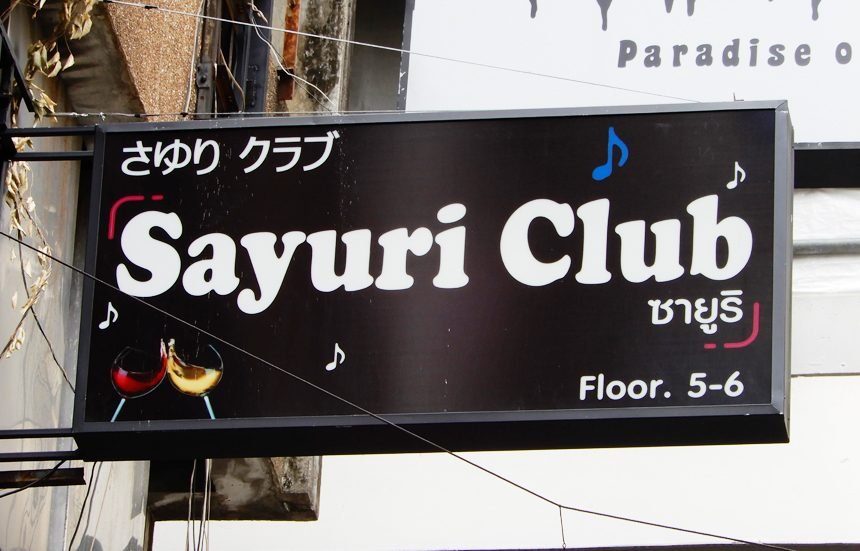 Paradise o
さゆり クラブ
Sayuri Club
ซายูริ
Floor. 5-6